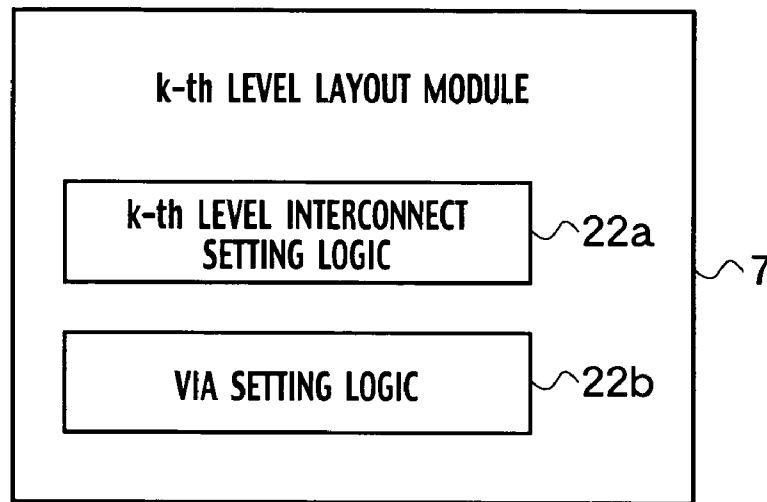 k-th LEVEL LAYOUT MODULE
k-th LEVEL INTERCONNECT
SETTING LOGIC
22a
7
VIA SETTING LOGIC
22b